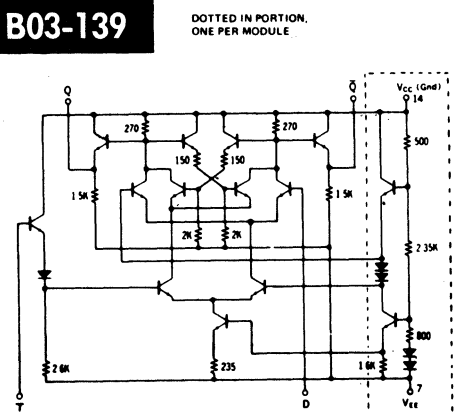 B03-139
DOTTED IN PORTION,
ONE PER MODULE
Q
Q̅
VCC (Gnd)
14
270
270
500
150
150
1 5K
1 5K
2K
2K
2 35K
800
2 6K
235
1 6K
7
T̅
D
VEE